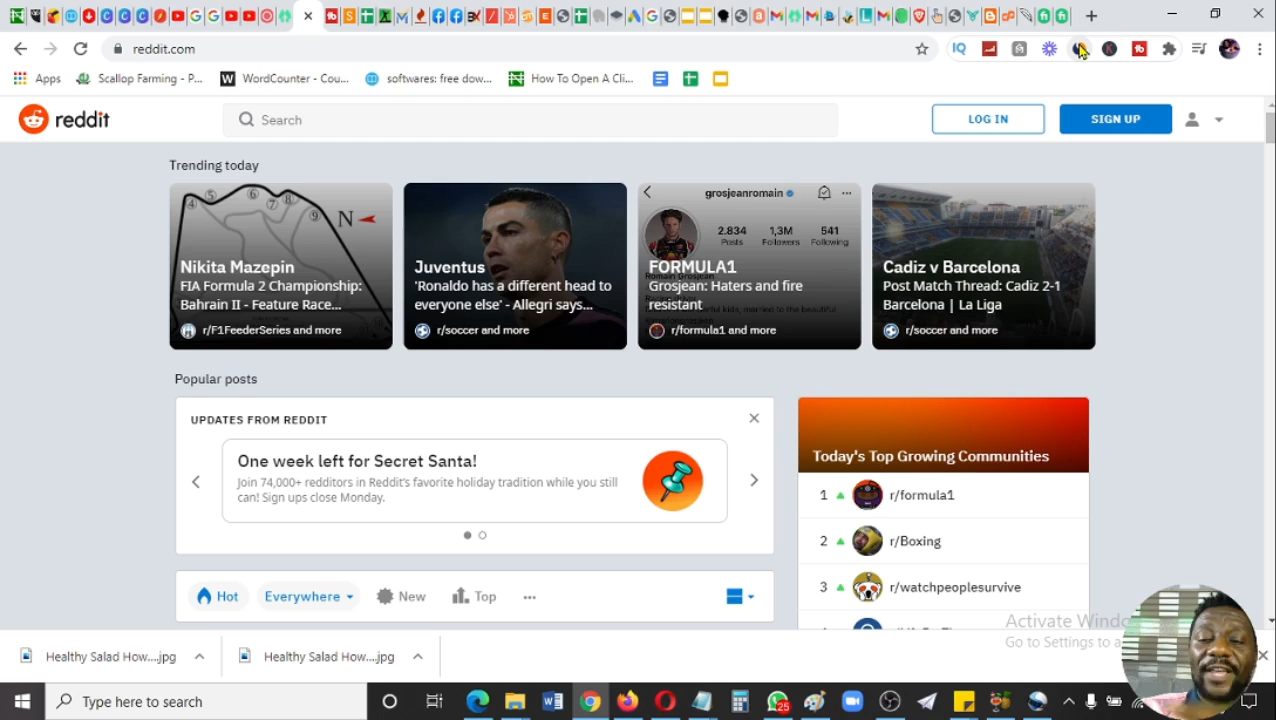 reddit.com
Apps
Scallop Farming - P...
WordCounter - Cou...
softwares: free dow...
How To Open A Cli...
reddit
Search
LOG IN
SIGN UP
Trending today
4 5 6 7 8 9 N
Nikita Mazepin
FIA Formula 2 Championship:
Bahrain II - Feature Race...
r/F1FeederSeries and more
Juventus
'Ronaldo has a different head to
everyone else' - Allegri says...
r/soccer and more
grosjeanromain
2.834 1,3M 541
Posts Followers Following
FORMULA1
Grosjean: Haters and fire
resistant
r/formula1 and more
Cadiz v Barcelona
Post Match Thread: Cadiz 2-1
Barcelona | La Liga
r/soccer and more
Popular posts
UPDATES FROM REDDIT
One week left for Secret Santa!
Join 74,000+ redditors in Reddit's favorite holiday tradition while you still
can! Sign ups close Monday.
Hot
Everywhere
New
Top
Today's Top Growing Communities
1 r/formula1
2 r/Boxing
3 r/watchpeoplesurvive
Go to Settings to a
Healthy Salad How....jpg
Healthy Salad How....jpg
Type here to search
25